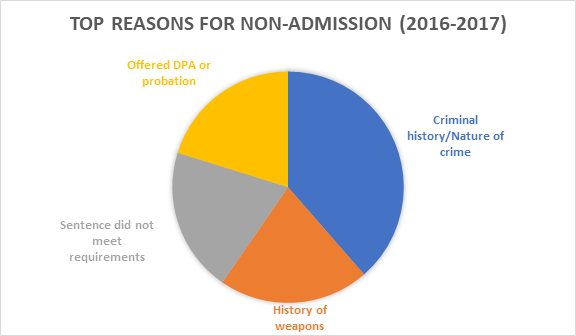 TOP REASONS FOR NON-ADMISSION (2016-2017)
Offered DPA or
probation
Criminal
history/Nature of
crime
Sentence did not
meet
requirements
History of
weapons